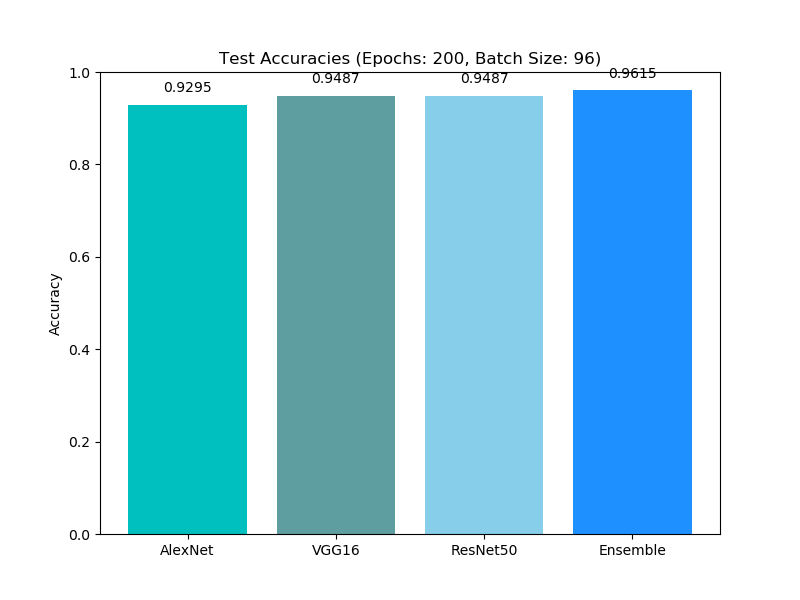 Test Accuracies (Epochs: 200, Batch Size: 96)
0.9295
0.9487
0.9487
0.9615
1.0
0.8
0.6
0.4
0.2
0.0
Accuracy
AlexNet
VGG16
ResNet50
Ensemble